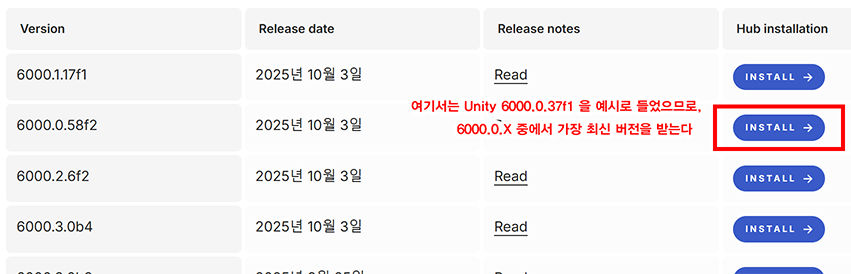 Version Release date Release notes Hub installation
6000.1.17f1 2025년 10월 3일 Read INSTALL →
여기서는 Unity 6000.0.37f1 을 예시로 들었으므로,
6000.0.58f2 2025년 10월 3일 INSTALL →
6000.0.X 중에서 가장 최신 버전을 받는다
6000.2.6f2 2025년 10월 3일 Read INSTALL →
6000.3.0b4 2025년 10월 3일 Read INSTALL →